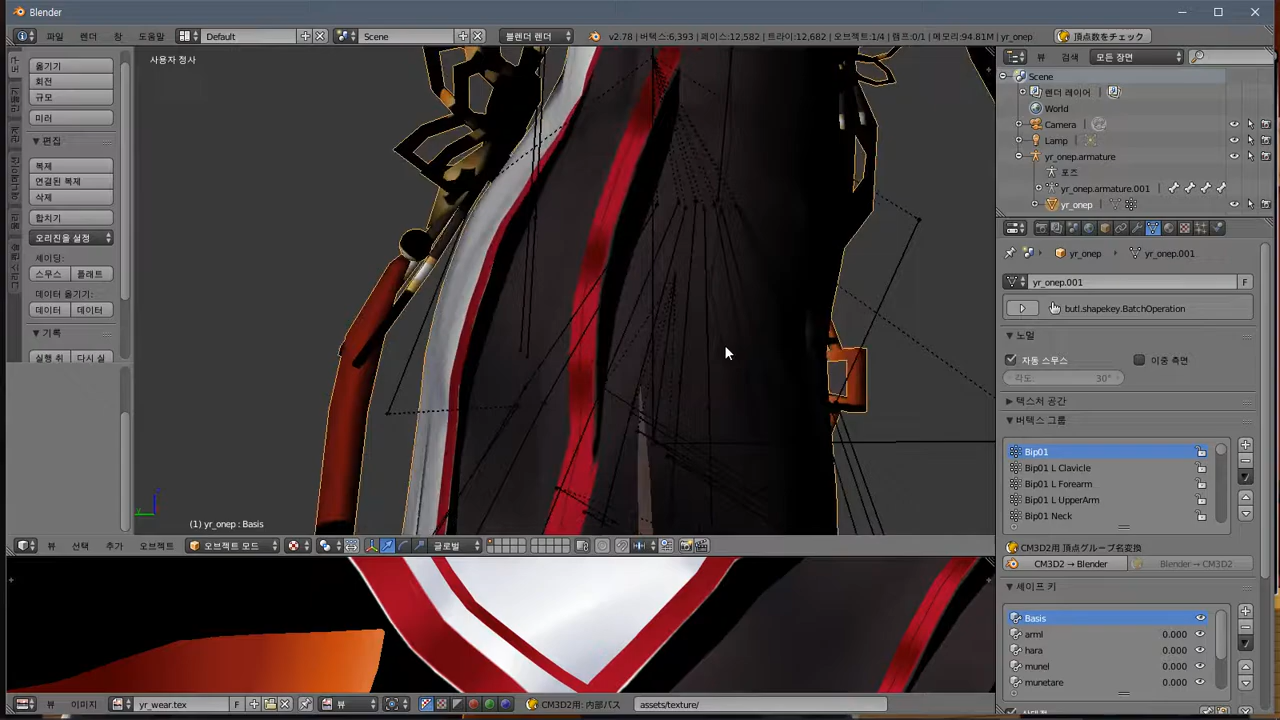 Blender
파일
렌더
창
도움말
Default
Scene
블렌더 렌더
v2.78 | 버텍스:6,393 | 페이스:12,582 | 트라이:12,682 | 오브젝트:1/4 | 램프:0/1 | 메모리:94.81M | yr_onep
頂点数をチェック
옮기기
회전
규모
미러
편집
복제
연결된 복제
삭제
합치기
오리진을 설정
셰이딩:
스무스
플래트
데이터 옮기기:
데이터
데이터
기록
실행 취
다시 실
사용자 정사
(1) yr_onep : Basis
뷰
선택
추가
오브젝트
오브젝트 모드
글로벌
뷰
검색
모든 장면
Scene
렌더 레이어
World
Camera
Lamp
yr_onep.armature
포즈
yr_onep.armature.001
yr_onep
yr_onep
yr_onep.001
yr_onep.001
F
butl.shapekey.BatchOperation
노멀
자동 스무스
이중 측면
각도:
30°
텍스처 공간
버텍스 그룹
Bip01
Bip01 L Clavicle
Bip01 L Forearm
Bip01 L UpperArm
Bip01 Neck
CM3D2用 頂点グループ名変換
CM3D2 → Blender
Blender → CM3D2
셰이프 키
Basis
arml 0.000
hara 0.000
munel 0.000
munetare 0.000
뷰
이미지
yr_wear.tex
F
뷰
CM3D2用: 内部パス
assets/texture/